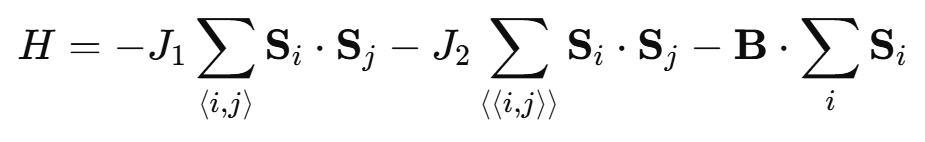 H = −J₁ ∑⟨i,j⟩ 𝐒ᵢ · 𝐒ⱼ − J₂ ∑⟨⟨i,j⟩⟩ 𝐒ᵢ · 𝐒ⱼ − 𝐁 · ∑ᵢ 𝐒ᵢ